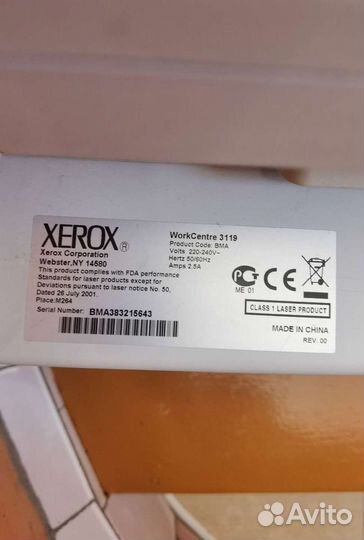 XEROX®
Xerox Corporation
Webster,NY 14580
This product complies with FDA performance
Standards for laser products except for
Deviations pursuant to laser notice No. 50,
Dated 26 July 2001.
Place:M264
Serial Number: BMA383215643
WorkCentre 3119
Product Code: BMA
Volts 220-240V~
Hertz 50/60Hz
Amps 2.5A
PG CE
ME 01
CLASS 1 LASER PRODUCT
MADE IN CHINA
REV. 00
Avito